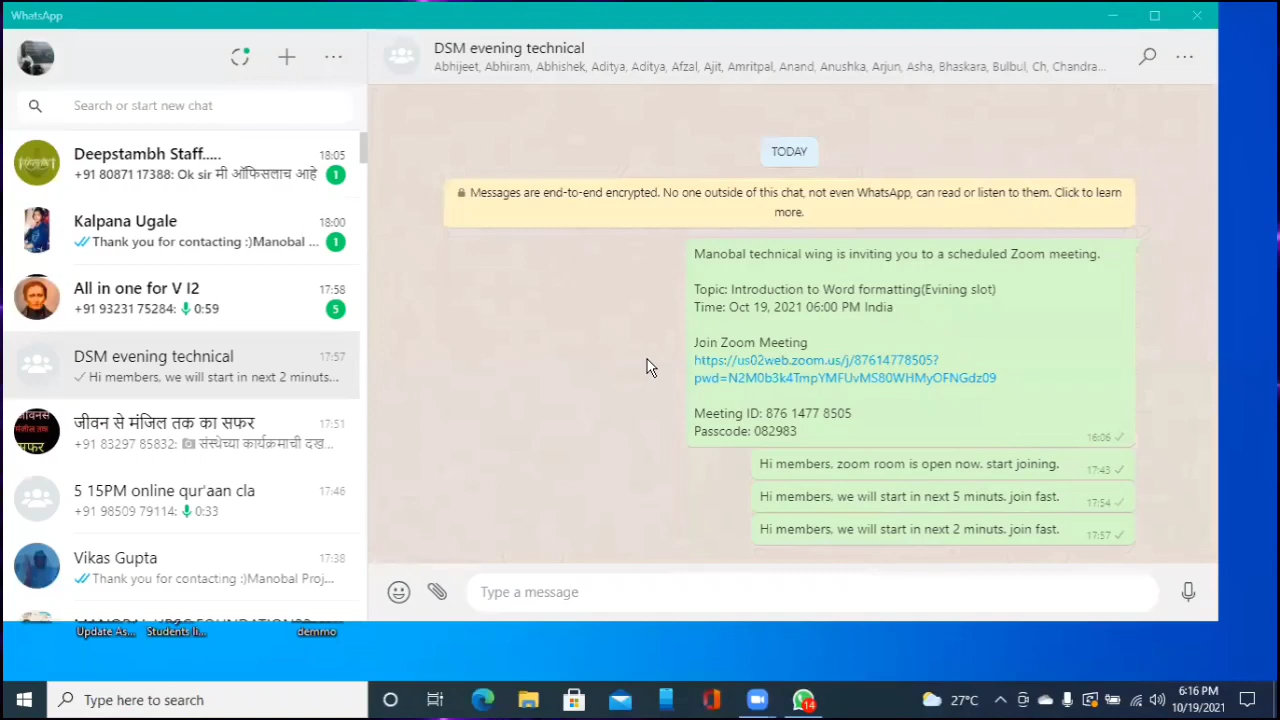 WhatsApp
Search or start new chat
Deepstambh Staff.....
18:05
+91 80871 17388: Ok sir मी ऑफिसलाच आहे
1
Kalpana Ugale
18:00
Thank you for contacting :)Manobal ...
1
All in one for V I2
17:58
+91 93231 75284: 0:59
5
DSM evening technical
17:57
Hi members, we will start in next 2 minuts...
जीवन से मंजिल तक का सफर
17:51
+91 83297 85832: संस्थेच्या कार्यक्रमाची दख...
5 15PM online qur'aan cla
17:46
+91 98509 79114: 0:33
Vikas Gupta
17:38
Thank you for contacting :)Manobal Proj...
DSM evening technical
Abhijeet, Abhiram, Abhishek, Aditya, Aditya, Afzal, Ajit, Amritpal, Anand, Anushka, Arjun, Asha, Bhaskara, Bulbul, Ch, Chandra...
TODAY
Messages are end-to-end encrypted. No one outside of this chat, not even WhatsApp, can read or listen to them. Click to learn
more.
Manobal technical wing is inviting you to a scheduled Zoom meeting.
Topic: Introduction to Word formatting(Evining slot)
Time: Oct 19, 2021 06:00 PM India
Join Zoom Meeting
https://us02web.zoom.us/j/87614778505?
pwd=N2M0b3k4TmpYMFUvMS80WHMyOFNGdz09
Meeting ID: 876 1477 8505
Passcode: 082983
16:06
Hi members. zoom room is open now. start joining.
17:43
Hi members, we will start in next 5 minuts. join fast.
17:54
Hi members, we will start in next 2 minuts. join fast.
17:57
Type a message
Update As... Students li... demmo
Type here to search
14
27°C
6:16 PM
10/19/2021